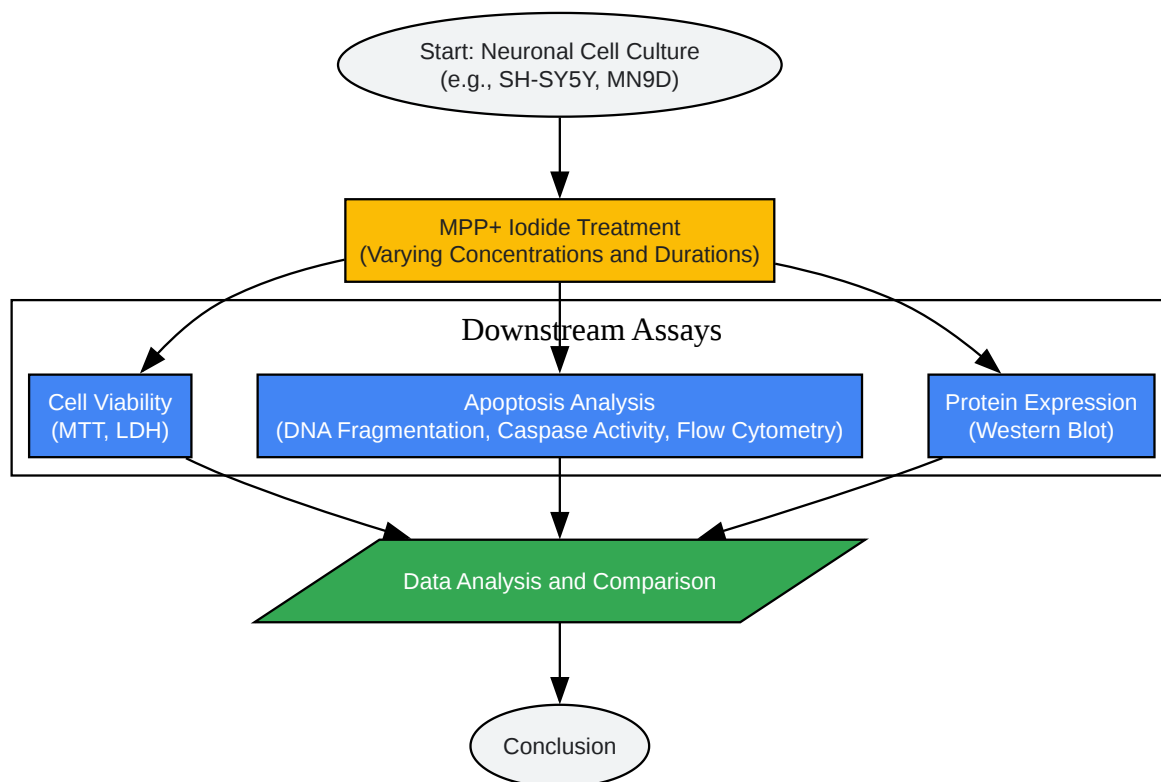 Start: Neuronal Cell Culture
(e.g., SH-SY5Y, MN9D)
MPP+ Iodide Treatment
(Varying Concentrations and Durations)
Downstream Assays
Cell Viability
(MTT, LDH)
Apoptosis Analysis
(DNA Fragmentation, Caspase Activity, Flow Cytometry)
Protein Expression
(Western Blot)
Data Analysis and Comparison
Conclusion